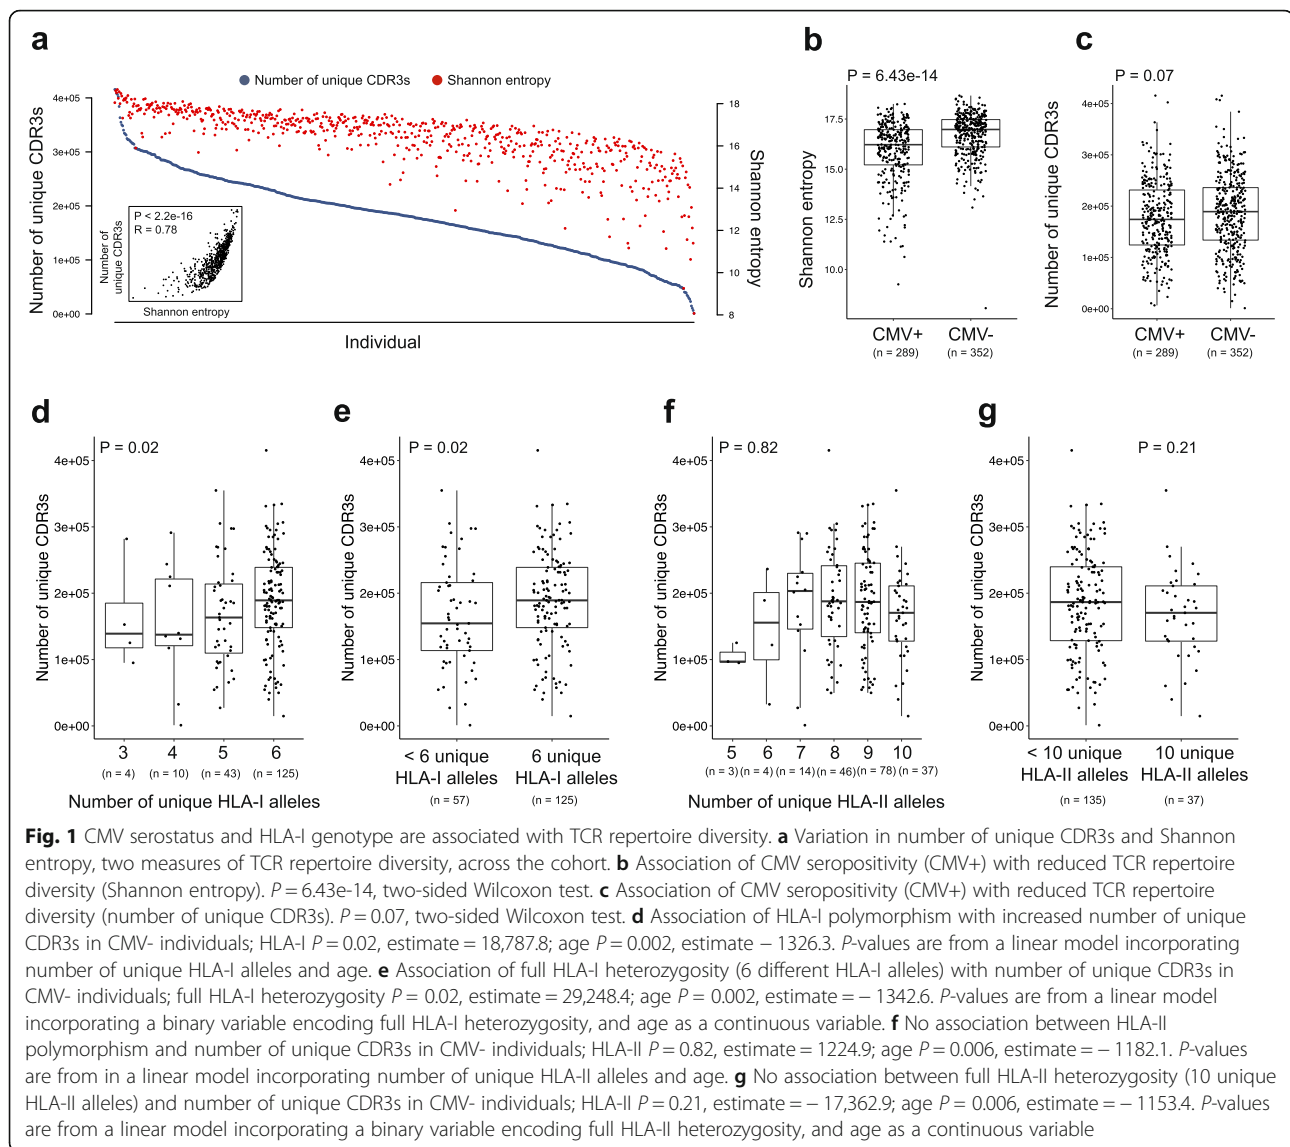 a
Number of unique CDR3s
Shannon entropy
Number of unique CDR3s
4e+05
3e+05
2e+05
1e+05
0e+00
18
16
14
12
10
8
Shannon entropy
P < 2.2e-16
R = 0.78
Number of
unique CDR3s
Shannon entropy
Individual
b
P = 6.43e-14
Shannon entropy
17.5
15.0
12.5
10.0
CMV+ CMV-
(n = 289) (n = 352)
c
P = 0.07
Number of unique CDR3s
4e+05
3e+05
2e+05
1e+05
0e+00
CMV+ CMV-
(n = 289) (n = 352)
d
P = 0.02
Number of unique CDR3s
4e+05
3e+05
2e+05
1e+05
0e+00
3 4 5 6
(n = 4) (n = 10) (n = 43) (n = 125)
Number of unique HLA-I alleles
e
P = 0.02
Number of unique CDR3s
4e+05
3e+05
2e+05
1e+05
0e+00
< 6 unique 6 unique
HLA-I alleles HLA-I alleles
(n = 57) (n = 125)
f
P = 0.82
Number of unique CDR3s
4e+05
3e+05
2e+05
1e+05
0e+00
5 6 7 8 9 10
(n = 3) (n = 4) (n = 14) (n = 46) (n = 78) (n = 37)
Number of unique HLA-II alleles
g
P = 0.21
Number of unique CDR3s
4e+05
3e+05
2e+05
1e+05
0e+00
< 10 unique 10 unique
HLA-II alleles HLA-II alleles
(n = 135) (n = 37)
Fig. 1 CMV serostatus and HLA-I genotype are associated with TCR repertoire diversity. a Variation in number of unique CDR3s and Shannon
entropy, two measures of TCR repertoire diversity, across the cohort. b Association of CMV seropositivity (CMV+) with reduced TCR repertoire
diversity (Shannon entropy). P = 6.43e-14, two-sided Wilcoxon test. c Association of CMV seropositivity (CMV+) with reduced TCR repertoire
diversity (number of unique CDR3s). P = 0.07, two-sided Wilcoxon test. d Association of HLA-I polymorphism with increased number of unique
CDR3s in CMV- individuals; HLA-I P = 0.02, estimate = 18,787.8; age P = 0.002, estimate − 1326.3. P-values are from a linear model incorporating
number of unique HLA-I alleles and age. e Association of full HLA-I heterozygosity (6 different HLA-I alleles) with number of unique CDR3s in
CMV- individuals; full HLA-I heterozygosity P = 0.02, estimate = 29,248.4; age P = 0.002, estimate = − 1342.6. P-values are from a linear model
incorporating a binary variable encoding full HLA-I heterozygosity, and age as a continuous variable. f No association between HLA-II
polymorphism and number of unique CDR3s in CMV- individuals; HLA-II P = 0.82, estimate = 1224.9; age P = 0.006, estimate = − 1182.1. P-values
are from in a linear model incorporating number of unique HLA-II alleles and age. g No association between full HLA-II heterozygosity (10 unique
HLA-II alleles) and number of unique CDR3s in CMV- individuals; HLA-II P = 0.21, estimate = − 17,362.9; age P = 0.006, estimate = − 1153.4. P-values
are from a linear model incorporating a binary variable encoding full HLA-II heterozygosity, and age as a continuous variable